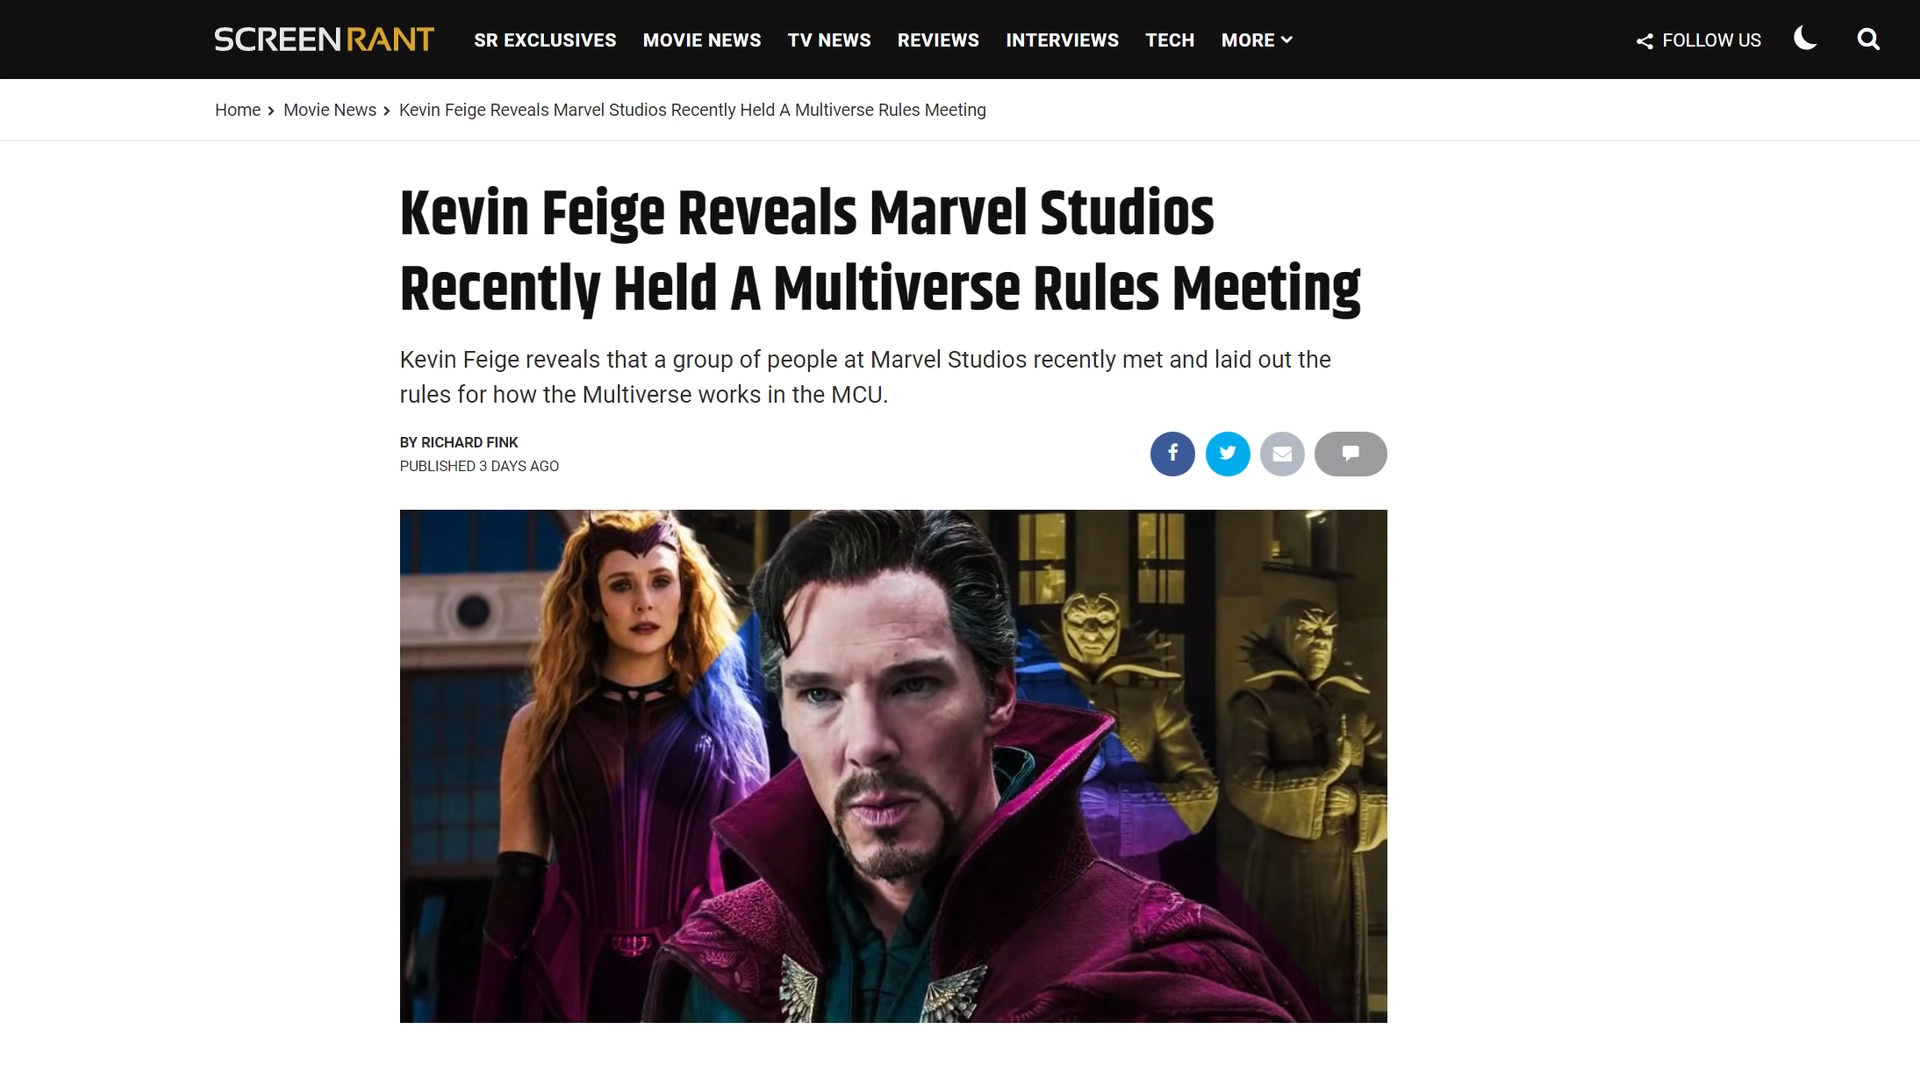 SCREENRANT SR EXCLUSIVES MOVIE NEWS TV NEWS REVIEWS INTERVIEWS TECH MORE FOLLOW US
Home Movie News Kevin Feige Reveals Marvel Studios Recently Held A Multiverse Rules Meeting
Kevin Feige Reveals Marvel Studios
Recently Held A Multiverse Rules Meeting
Kevin Feige reveals that a group of people at Marvel Studios recently met and laid out the
rules for how the Multiverse works in the MCU.
BY RICHARD FINK
PUBLISHED 3 DAYS AGO